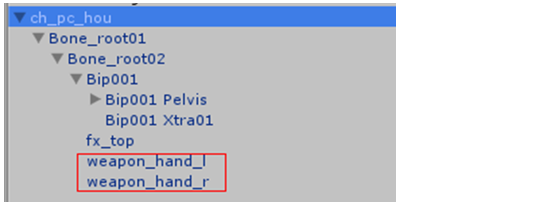 ch_pc_hou
Bone_root01
Bone_root02
Bip001
Bip001 Pelvis
Bip001 Xtra01
fx_top
weapon_hand_l
weapon_hand_r